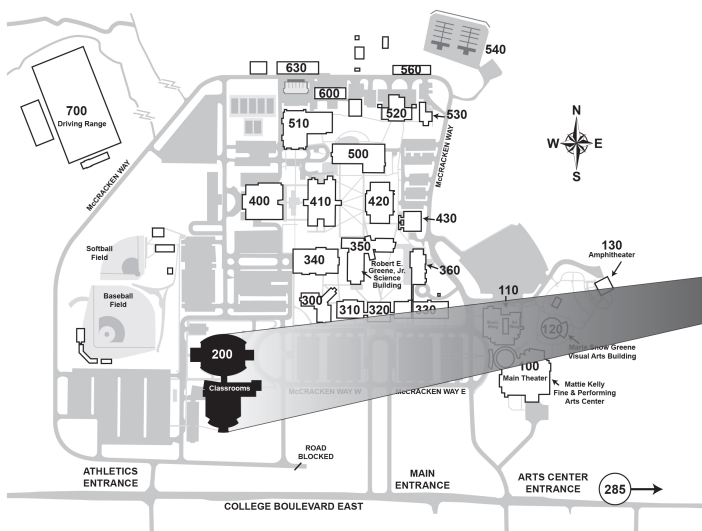 540
630
560
600
700
Driving Range
520
530
510
N
W E
S
500
McCRACKEN WAY
McCRACKEN WAY
400
410
420
430
Softball
Field
350
130
Amphitheater
340
Robert E.
Greene, Jr.
Science
Building
360
Baseball
Field
300
310
320
330
110
120
200
Visual Arts Building
100
Main Theater
Classrooms
Mattie Kelly
Fine & Performing
Arts Center
McCRACKEN WAY W
McCRACKEN WAY E
ROAD
BLOCKED
ATHLETICS
ENTRANCE
MAIN
ENTRANCE
ARTS CENTER
ENTRANCE
285
COLLEGE BOULEVARD EAST